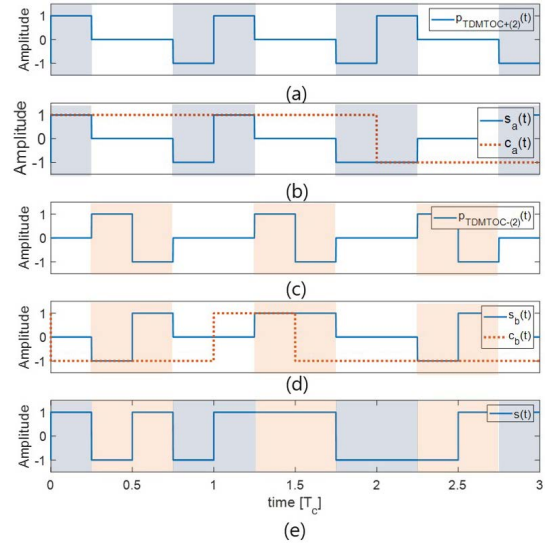 Amplitude
1
0
-1
p_TDMTOC+(2)(t)
(a)
Amplitude
1
0
-1
s_a(t)
c_a(t)
(b)
Amplitude
1
0
-1
p_TDMTOC-(2)(t)
(c)
Amplitude
1
0
-1
s_b(t)
c_b(t)
(d)
Amplitude
1
0
-1
s(t)
0 0.5 1 1.5 2 2.5 3
time [T_c]
(e)